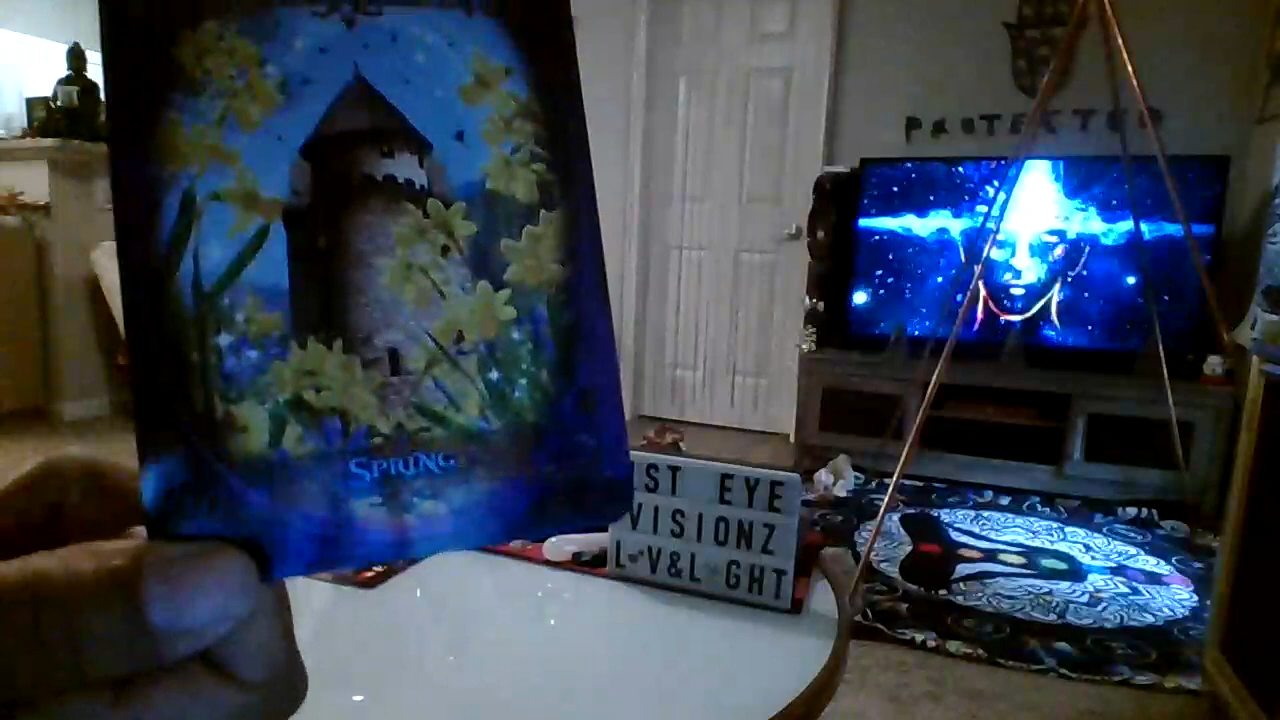 PROTECTED
SPRING
ST EYE
VISIONZ
L♥V&L GHT